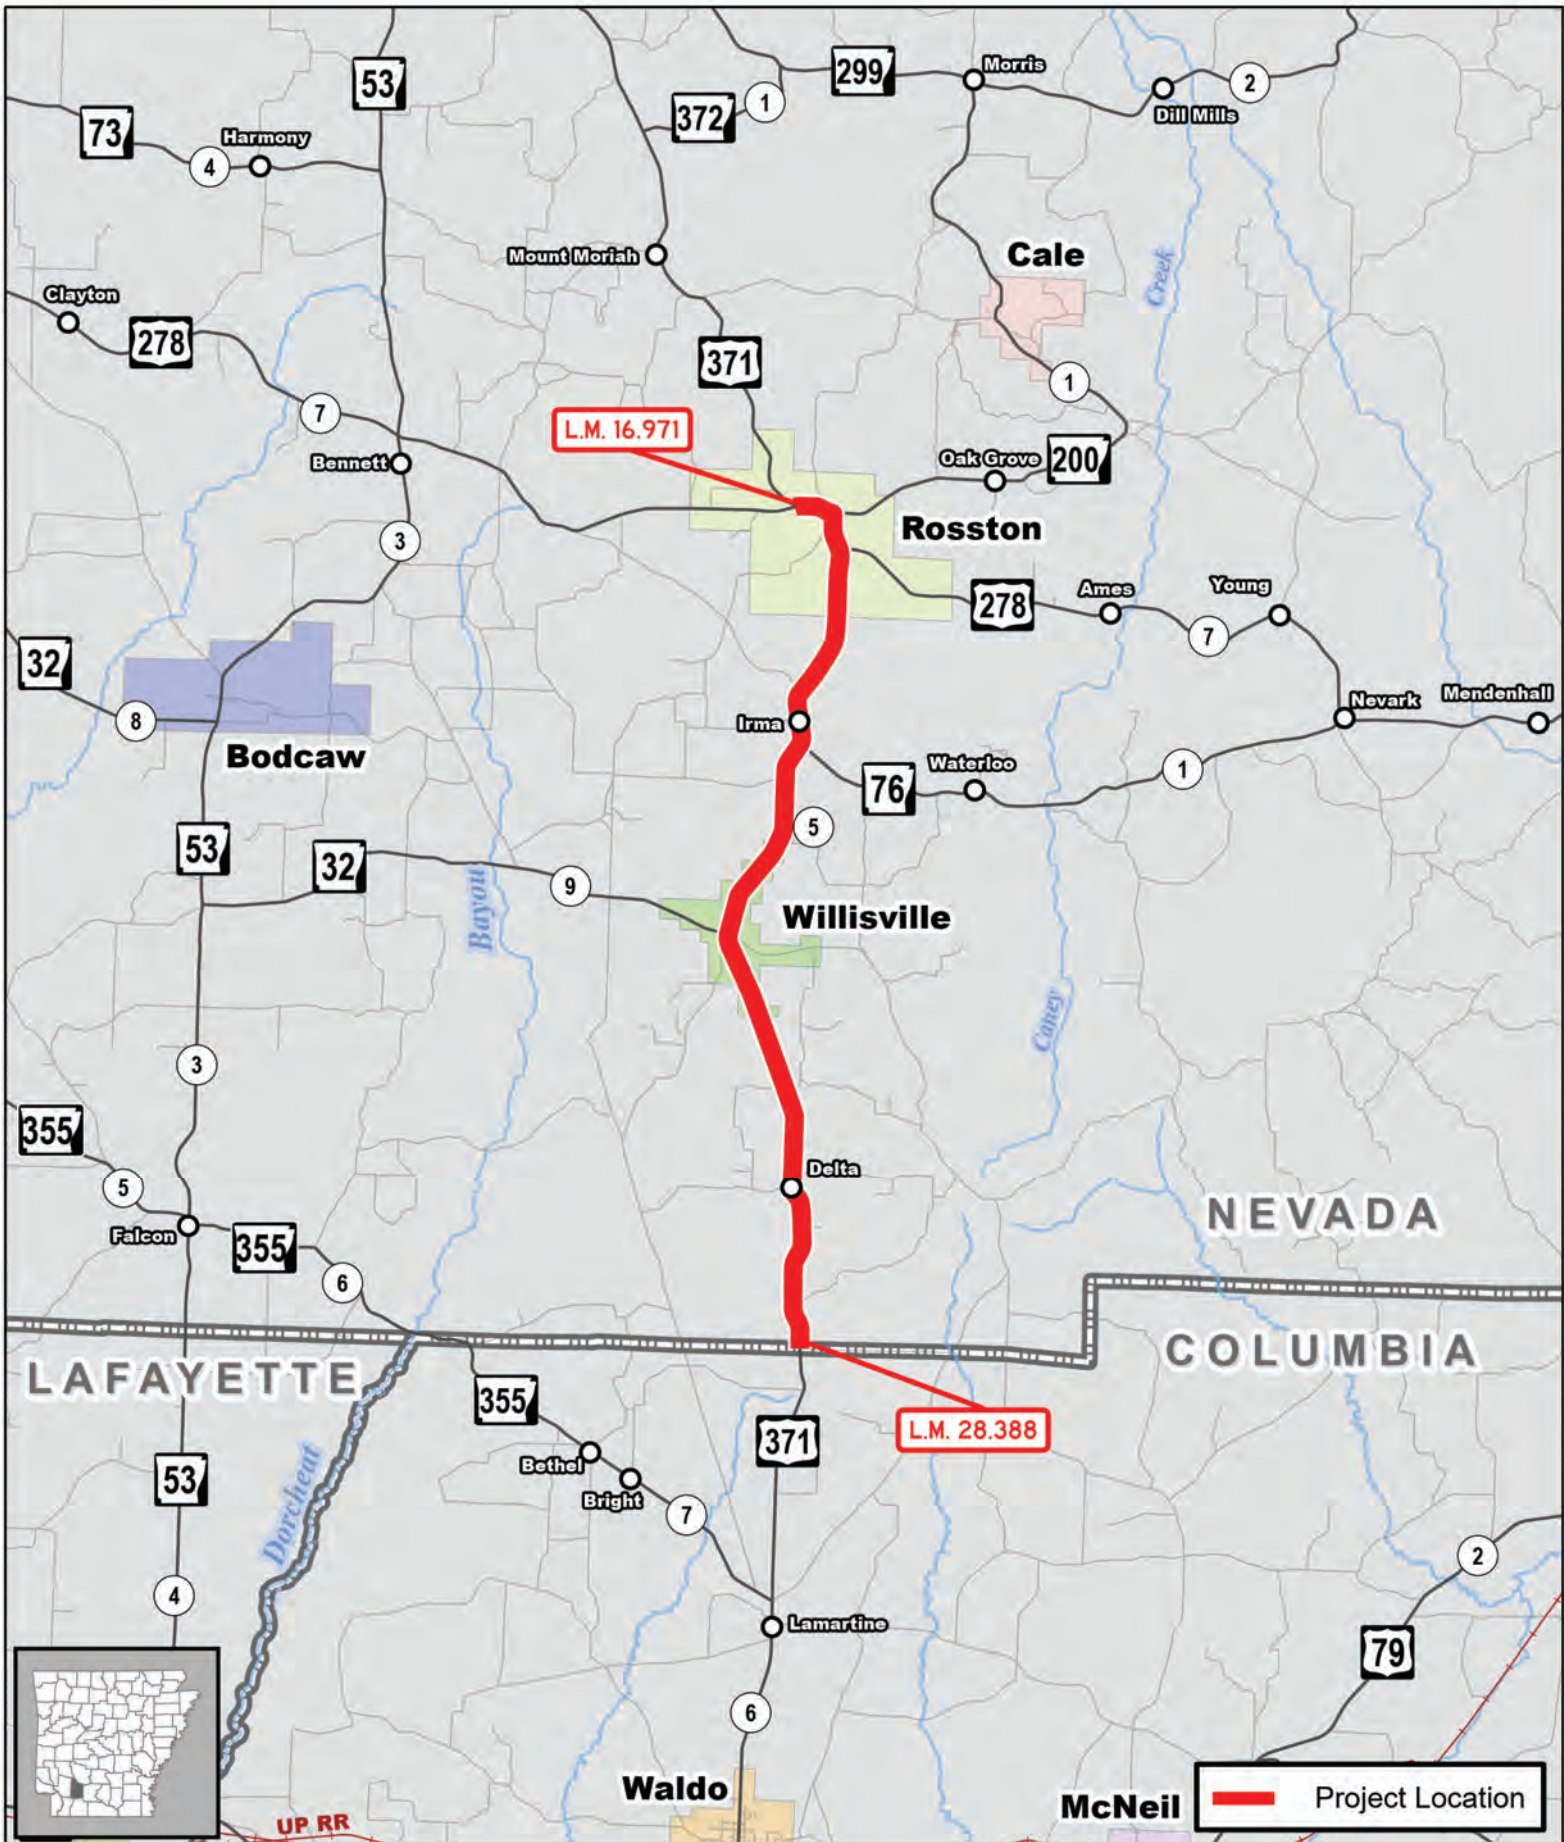 53
299
Morris
2
372
1
Dill Mills
73
Harmony
4
Mount Moriah
Cale
Creek
Clayton
278
371
1
7
L.M. 16.971
Bennett
Oak Grove
200
Rosston
3
278
Ames
Young
7
32
8
Bodcaw
Irma
Nevark
Mendenhall
76
Waterloo
1
53
32
5
9
Bayou
Willisville
Caney
3
355
5
Delta
Falcon
355
NEVADA
6
LAFAYETTE
COLUMBIA
355
371
L.M. 28.388
53
Dorcheat
Bethel
Bright
7
2
4
Lamartine
79
6
Waldo
McNeil
Project Location
UP RR